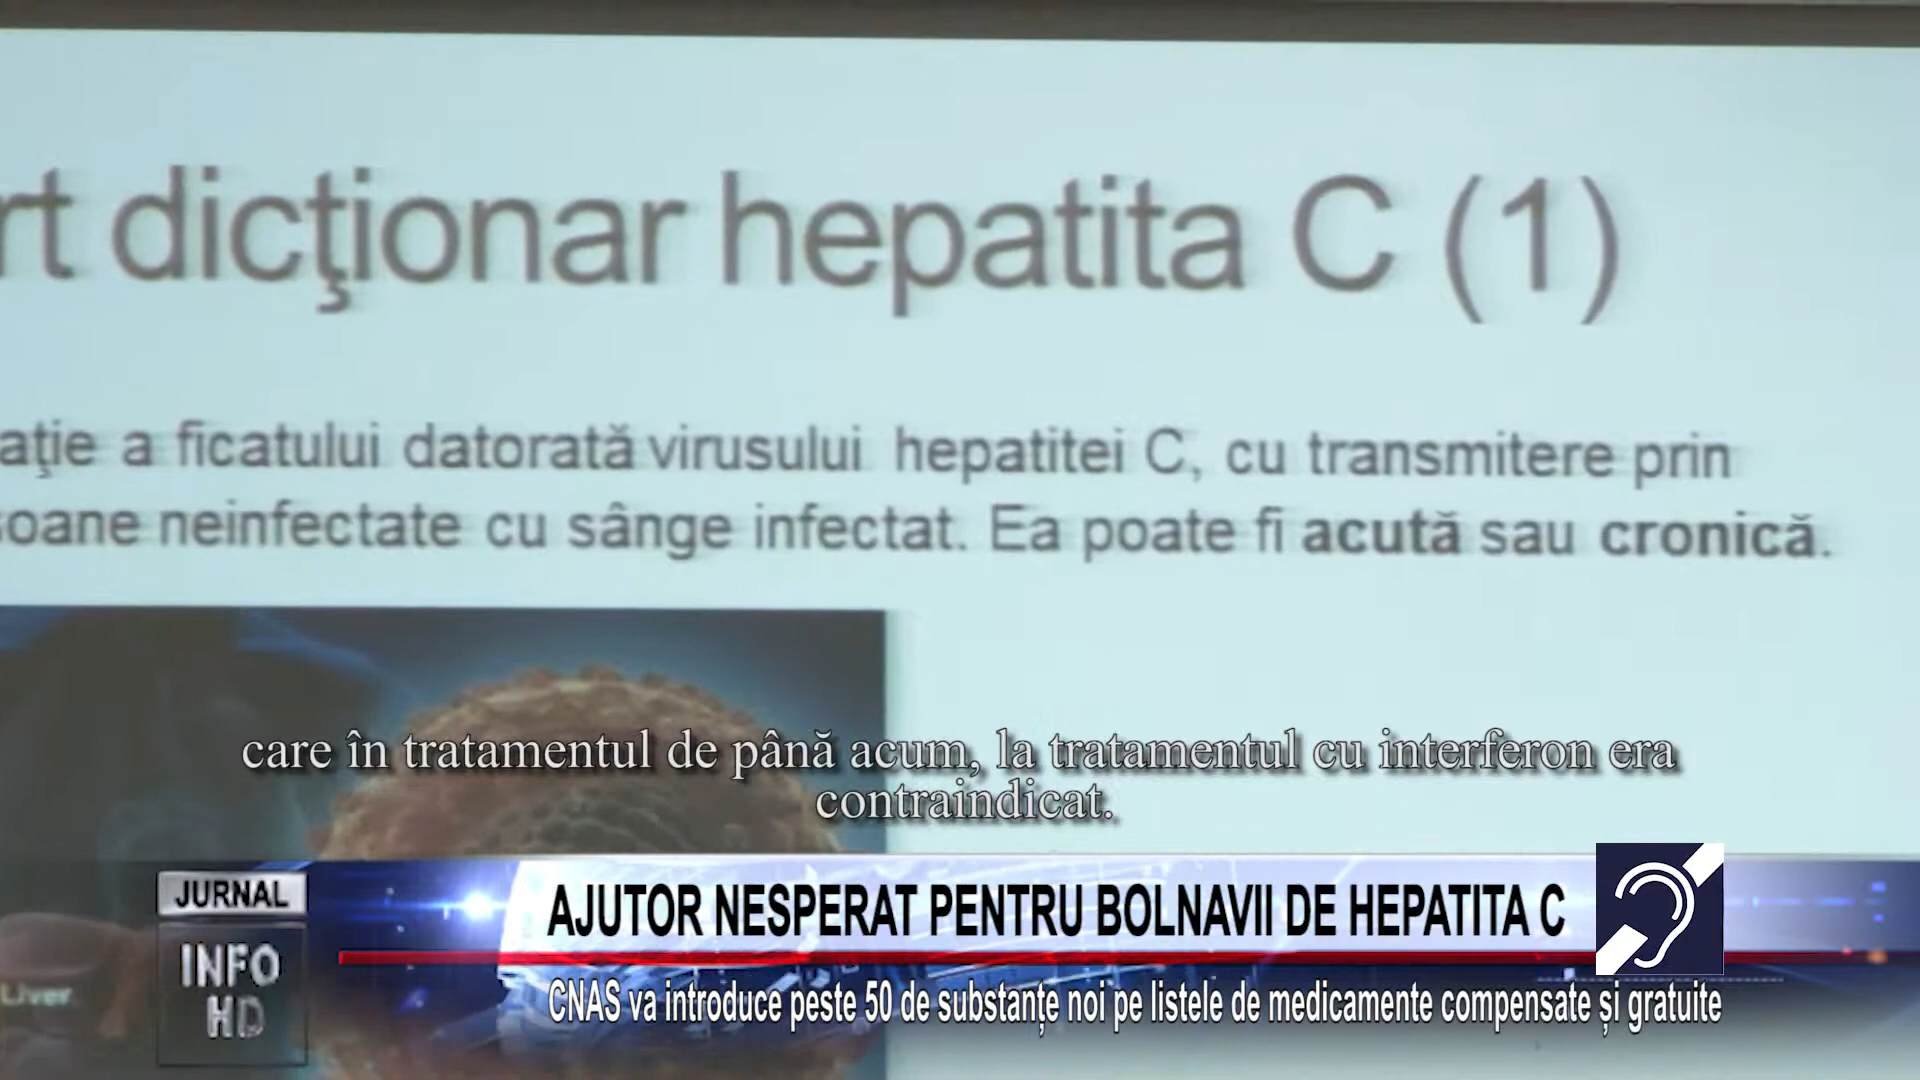 rt dicţionar hepatita C (1)
aţie a ficatului datorată virusului hepatitei C, cu transmitere prin
soane neinfectate cu sânge infectat. Ea poate fi acută sau cronică.
care în tratamentul de până acum, la tratamentul cu interferon era
contraindicat.
JURNAL
INFO
HD
AJUTOR NESPERAT PENTRU BOLNAVII DE HEPATITA C
CNAS va introduce peste 50 de substanțe noi pe listele de medicamente compensate și gratuite
Liver